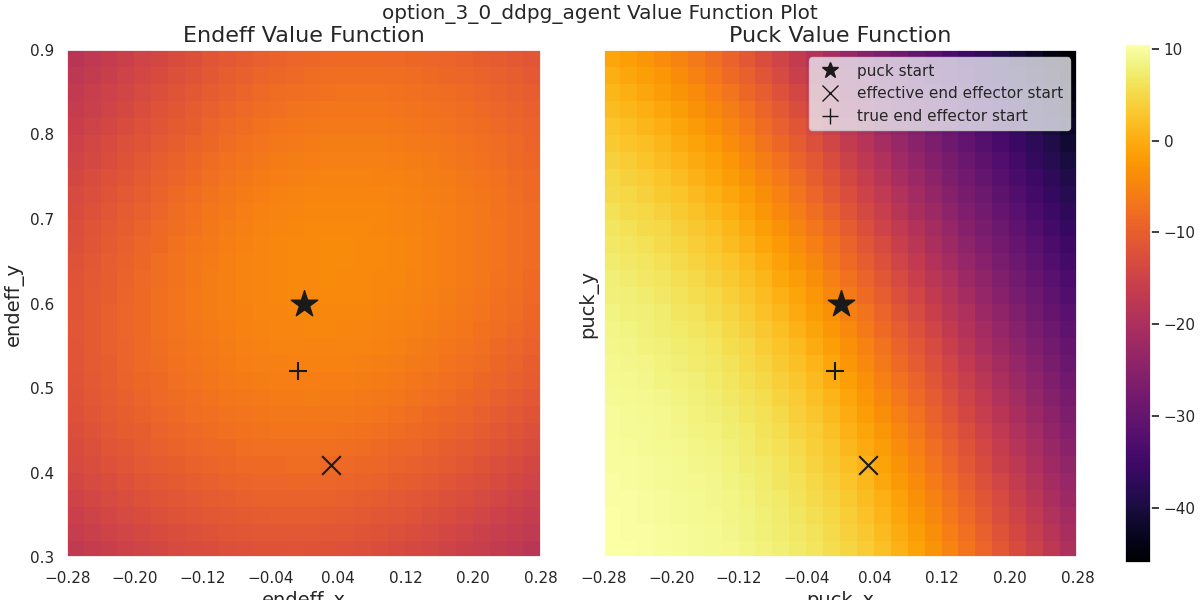 option_3_0_ddpg_agent Value Function Plot
Endeff Value Function
Puck Value Function
puck start
effective end effector start
true end effector start
endeff_y
0.9
0.8
0.7
0.6
0.5
0.4
0.3
−0.28 −0.20 −0.12 −0.04 0.04 0.12 0.20 0.28
endeff_x
puck_y
−0.28 −0.20 −0.12 −0.04 0.04 0.12 0.20 0.28
puck_x
10
0
−10
−20
−30
−40